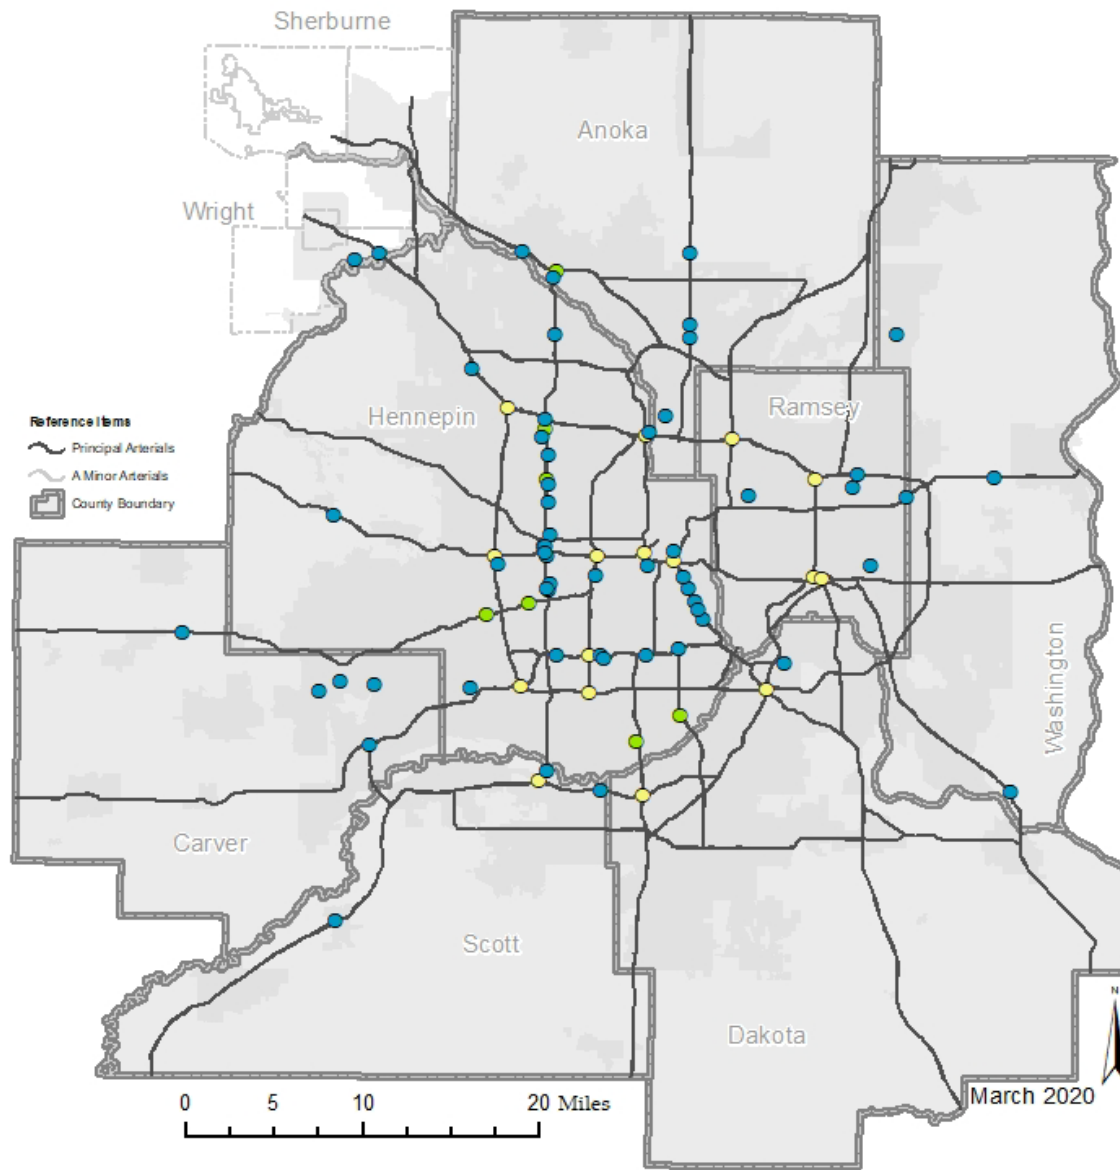 Sherburne
Anoka
Wright
Hennepin
Ramsey
Reference Items
Principal Arterials
A Minor Arterials
County Boundary
Washington
Carver
Scott
Dakota
N
March 2020
0 5 10 20 Miles